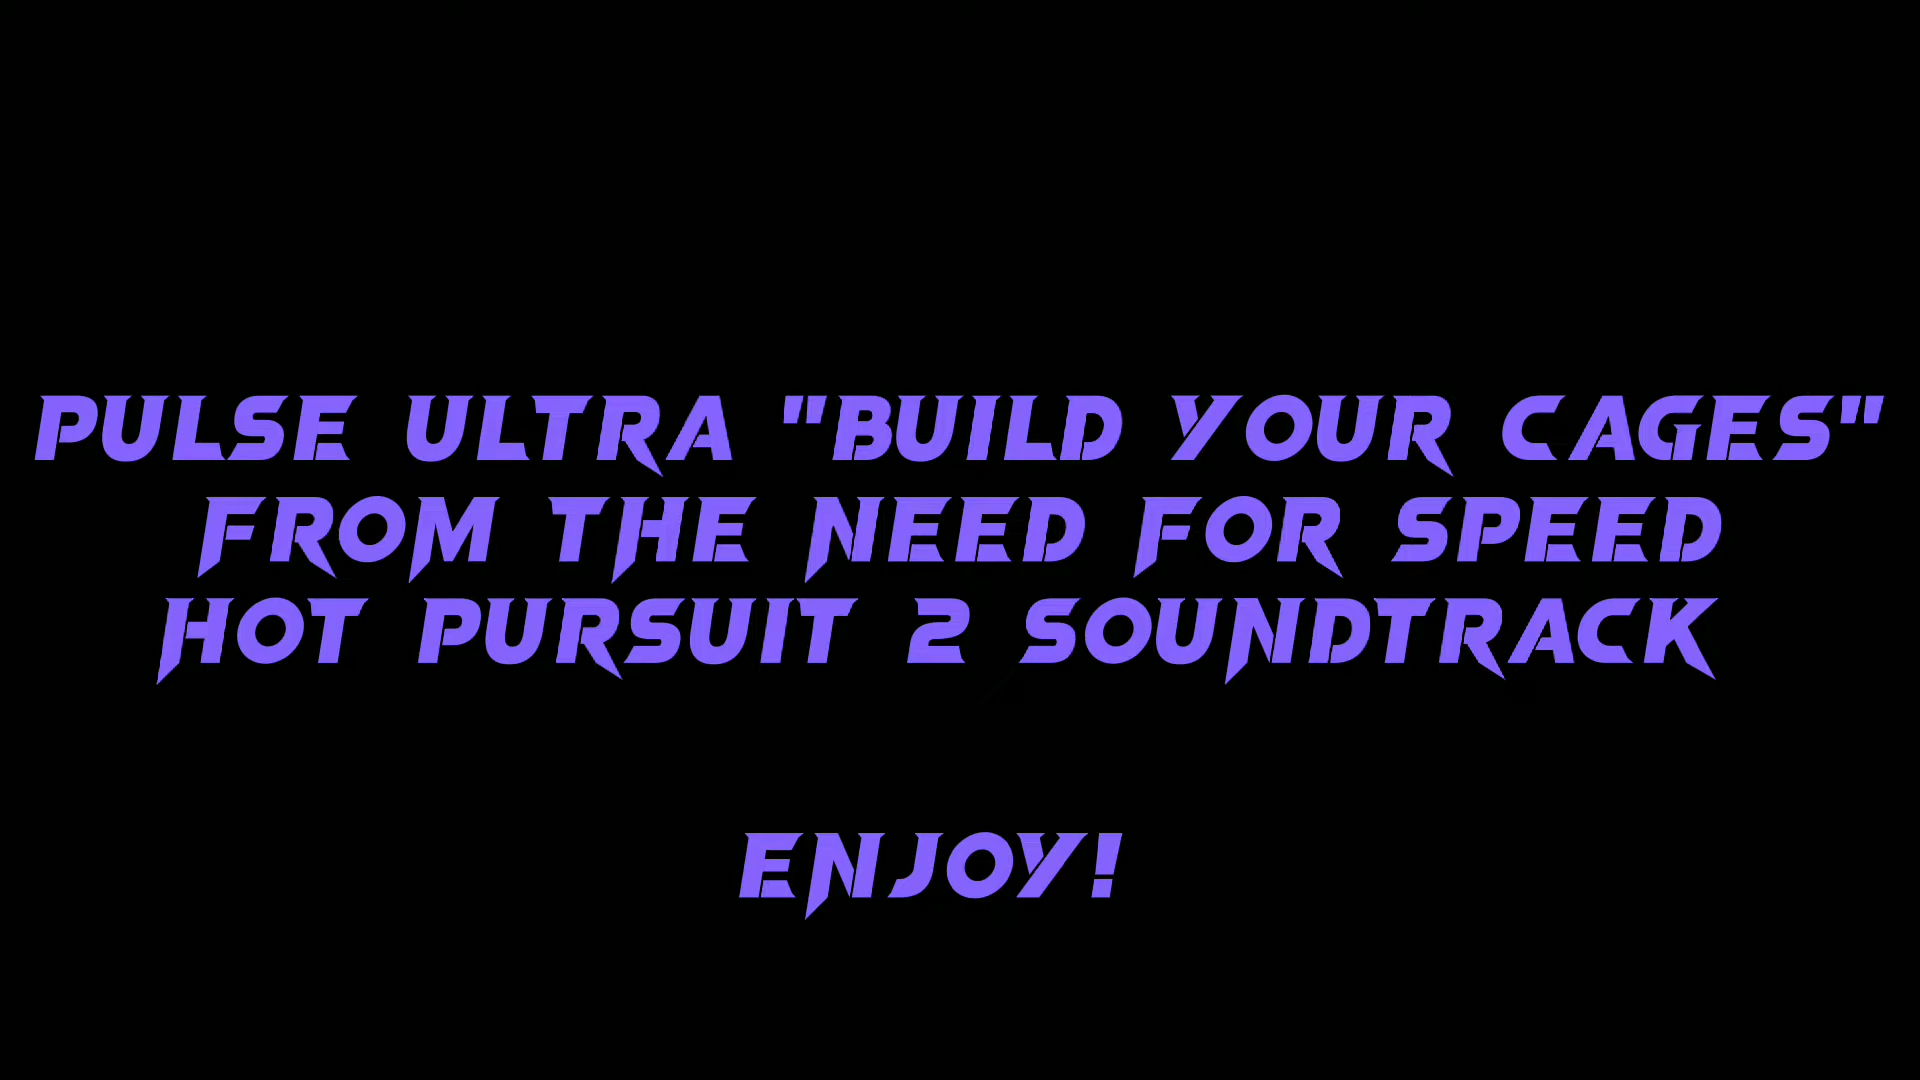 PULSE ULTRA "BUILD YOUR CAGES"
FROM THE NEED FOR SPEED
HOT PURSUIT 2 SOUNDTRACK
ENJOY!